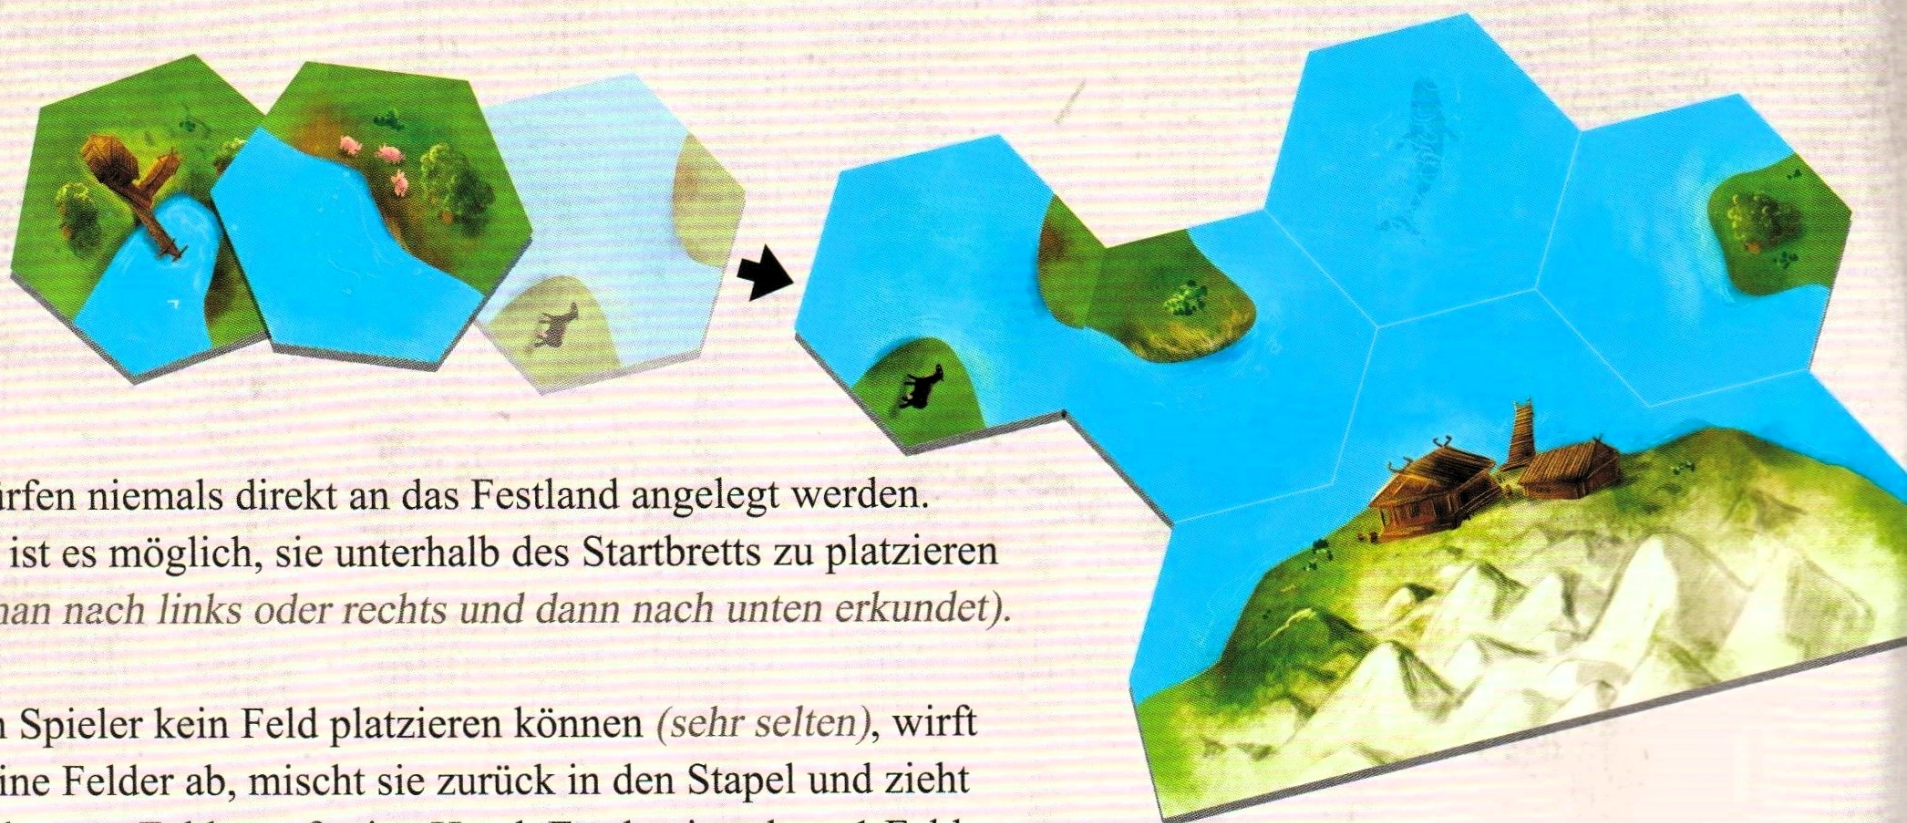 ürfen niemals direkt an das Festland angelegt werden.
ist es möglich, sie unterhalb des Startbretts zu platzieren
nach links oder rechts und dann nach unten erkundet).
Spieler kein Feld platzieren können (sehr selten), wirft
ine Felder ab, mischt sie zurück in den Stapel und zieht